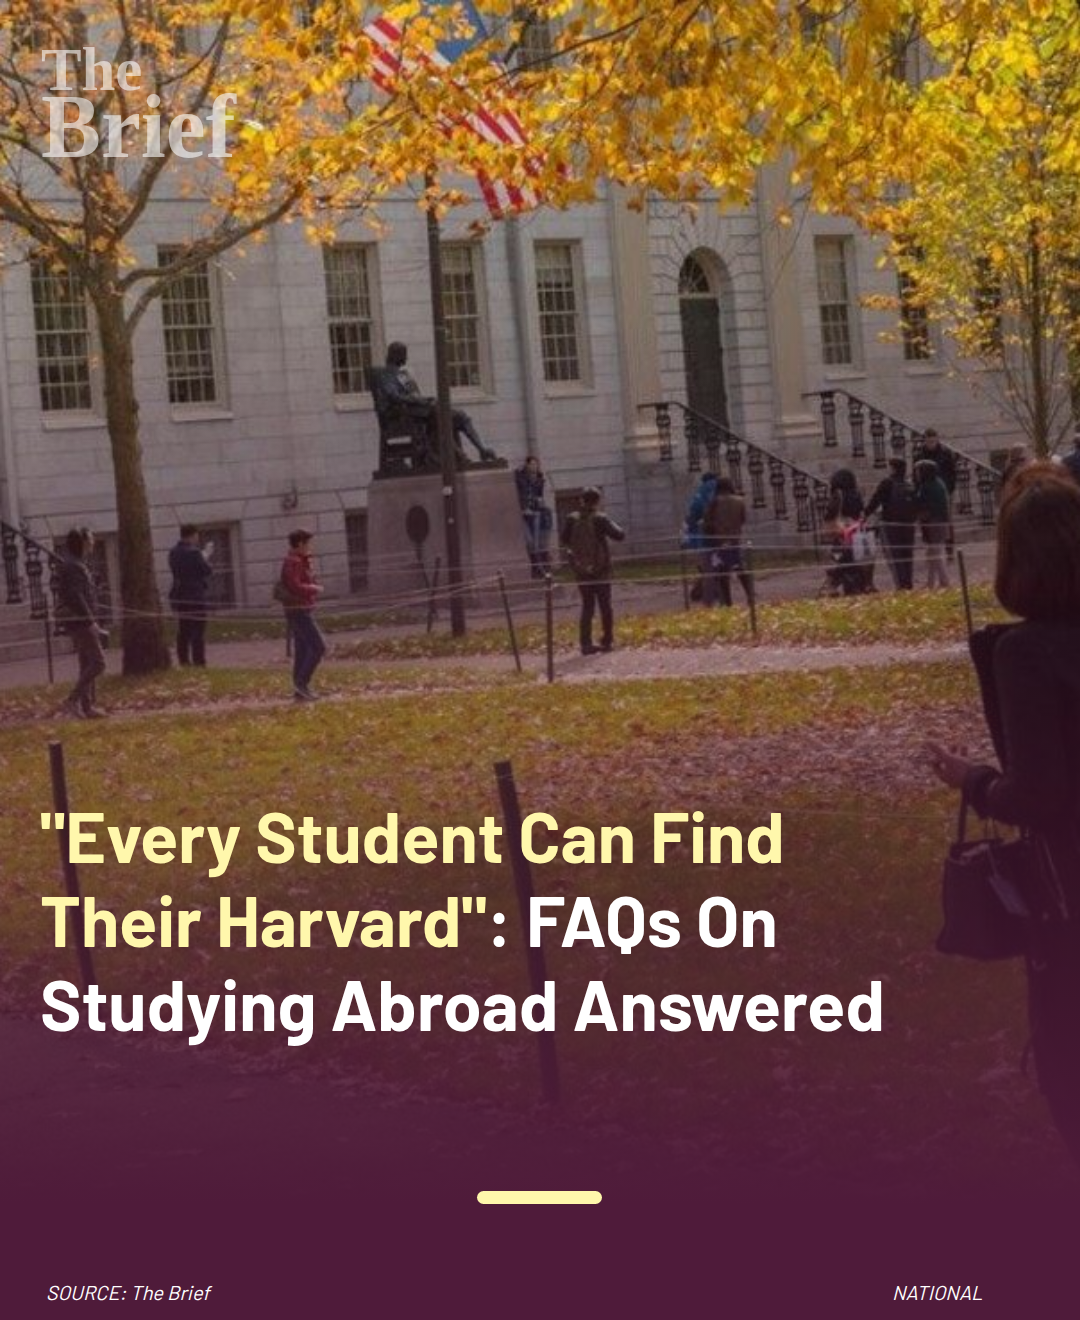 The
Brief
"Every Student Can Find
Their Harvard": FAQs On
Studying Abroad Answered
SOURCE: The Brief
NATIONAL